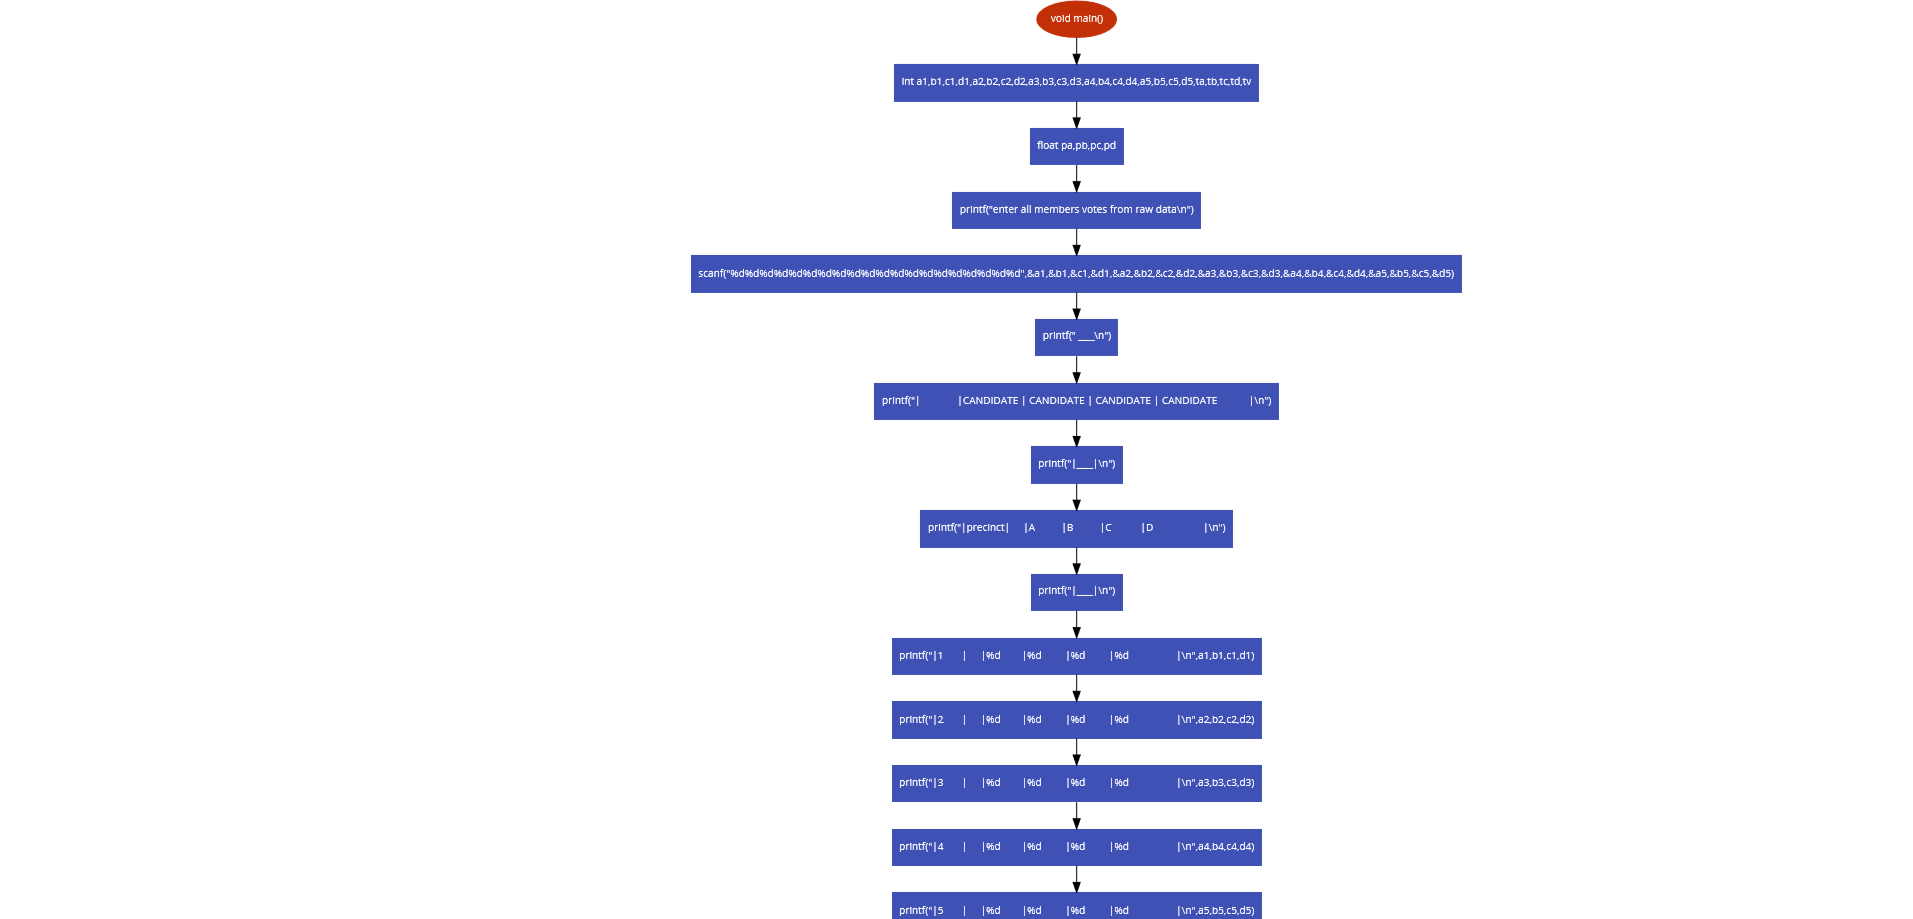 void main()
int a1,b1,c1,d1,a2,b2,c2,d2,a3,b3,c3,d3,a4,b4,c4,d4,a5,b5,c5,d5,ta,tb,tc,td,tv
float pa,pb,pc,pd
printf("enter all members votes from raw data\n")
scanf("%d%d%d%d%d%d%d%d%d%d%d%d%d%d%d%d%d%d%d%d",&a1,&b1,&c1,&d1,&a2,&b2,&c2,&d2,&a3,&b3,&c3,&d3,&a4,&b4,&c4,&d4,&a5,&b5,&c5,&d5)
printf(" ____\n")
printf("| |CANDIDATE | CANDIDATE | CANDIDATE | CANDIDATE |\n")
printf("|____|\n")
printf("|precinct| |A |B |C |D |\n")
printf("|____|\n")
printf("|1 | |%d |%d |%d |%d |\n",a1,b1,c1,d1)
printf("|2 | |%d |%d |%d |%d |\n",a2,b2,c2,d2)
printf("|3 | |%d |%d |%d |%d |\n",a3,b3,c3,d3)
printf("|4 | |%d |%d |%d |%d |\n",a4,b4,c4,d4)
printf("|5 | |%d |%d |%d |%d |\n",a5,b5,c5,d5)